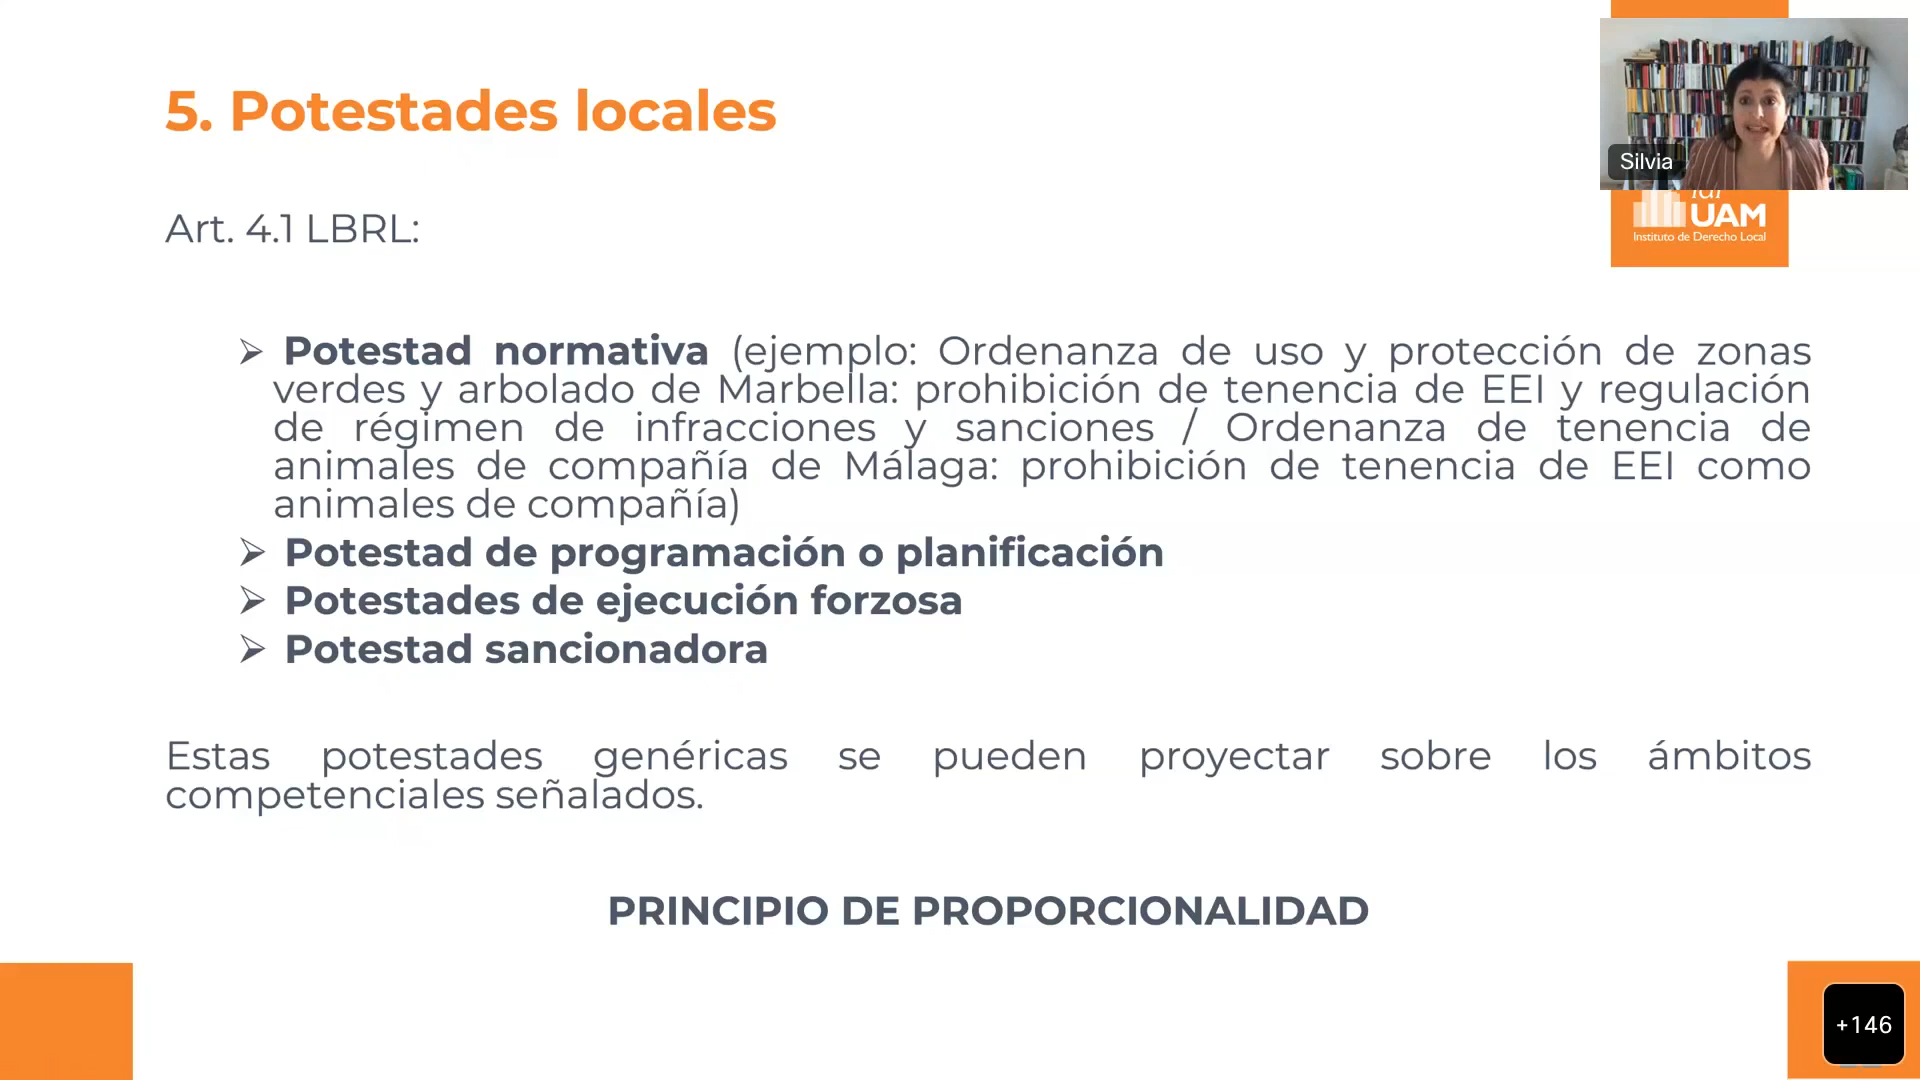 5. Potestades locales
Silvia
UAM
Instituto de Derecho Local
Art. 4.1 LBRL:
➢ Potestad normativa (ejemplo: Ordenanza de uso y protección de zonas
verdes y arbolado de Marbella: prohibición de tenencia de EEI y regulación
de régimen de infracciones y sanciones / Ordenanza de tenencia de
animales de compañía de Málaga: prohibición de tenencia de EEI como
animales de compañía)
➢ Potestad de programación o planificación
➢ Potestades de ejecución forzosa
➢ Potestad sancionadora
Estas potestades genéricas se pueden proyectar sobre los ámbitos
competenciales señalados.
PRINCIPIO DE PROPORCIONALIDAD
+146